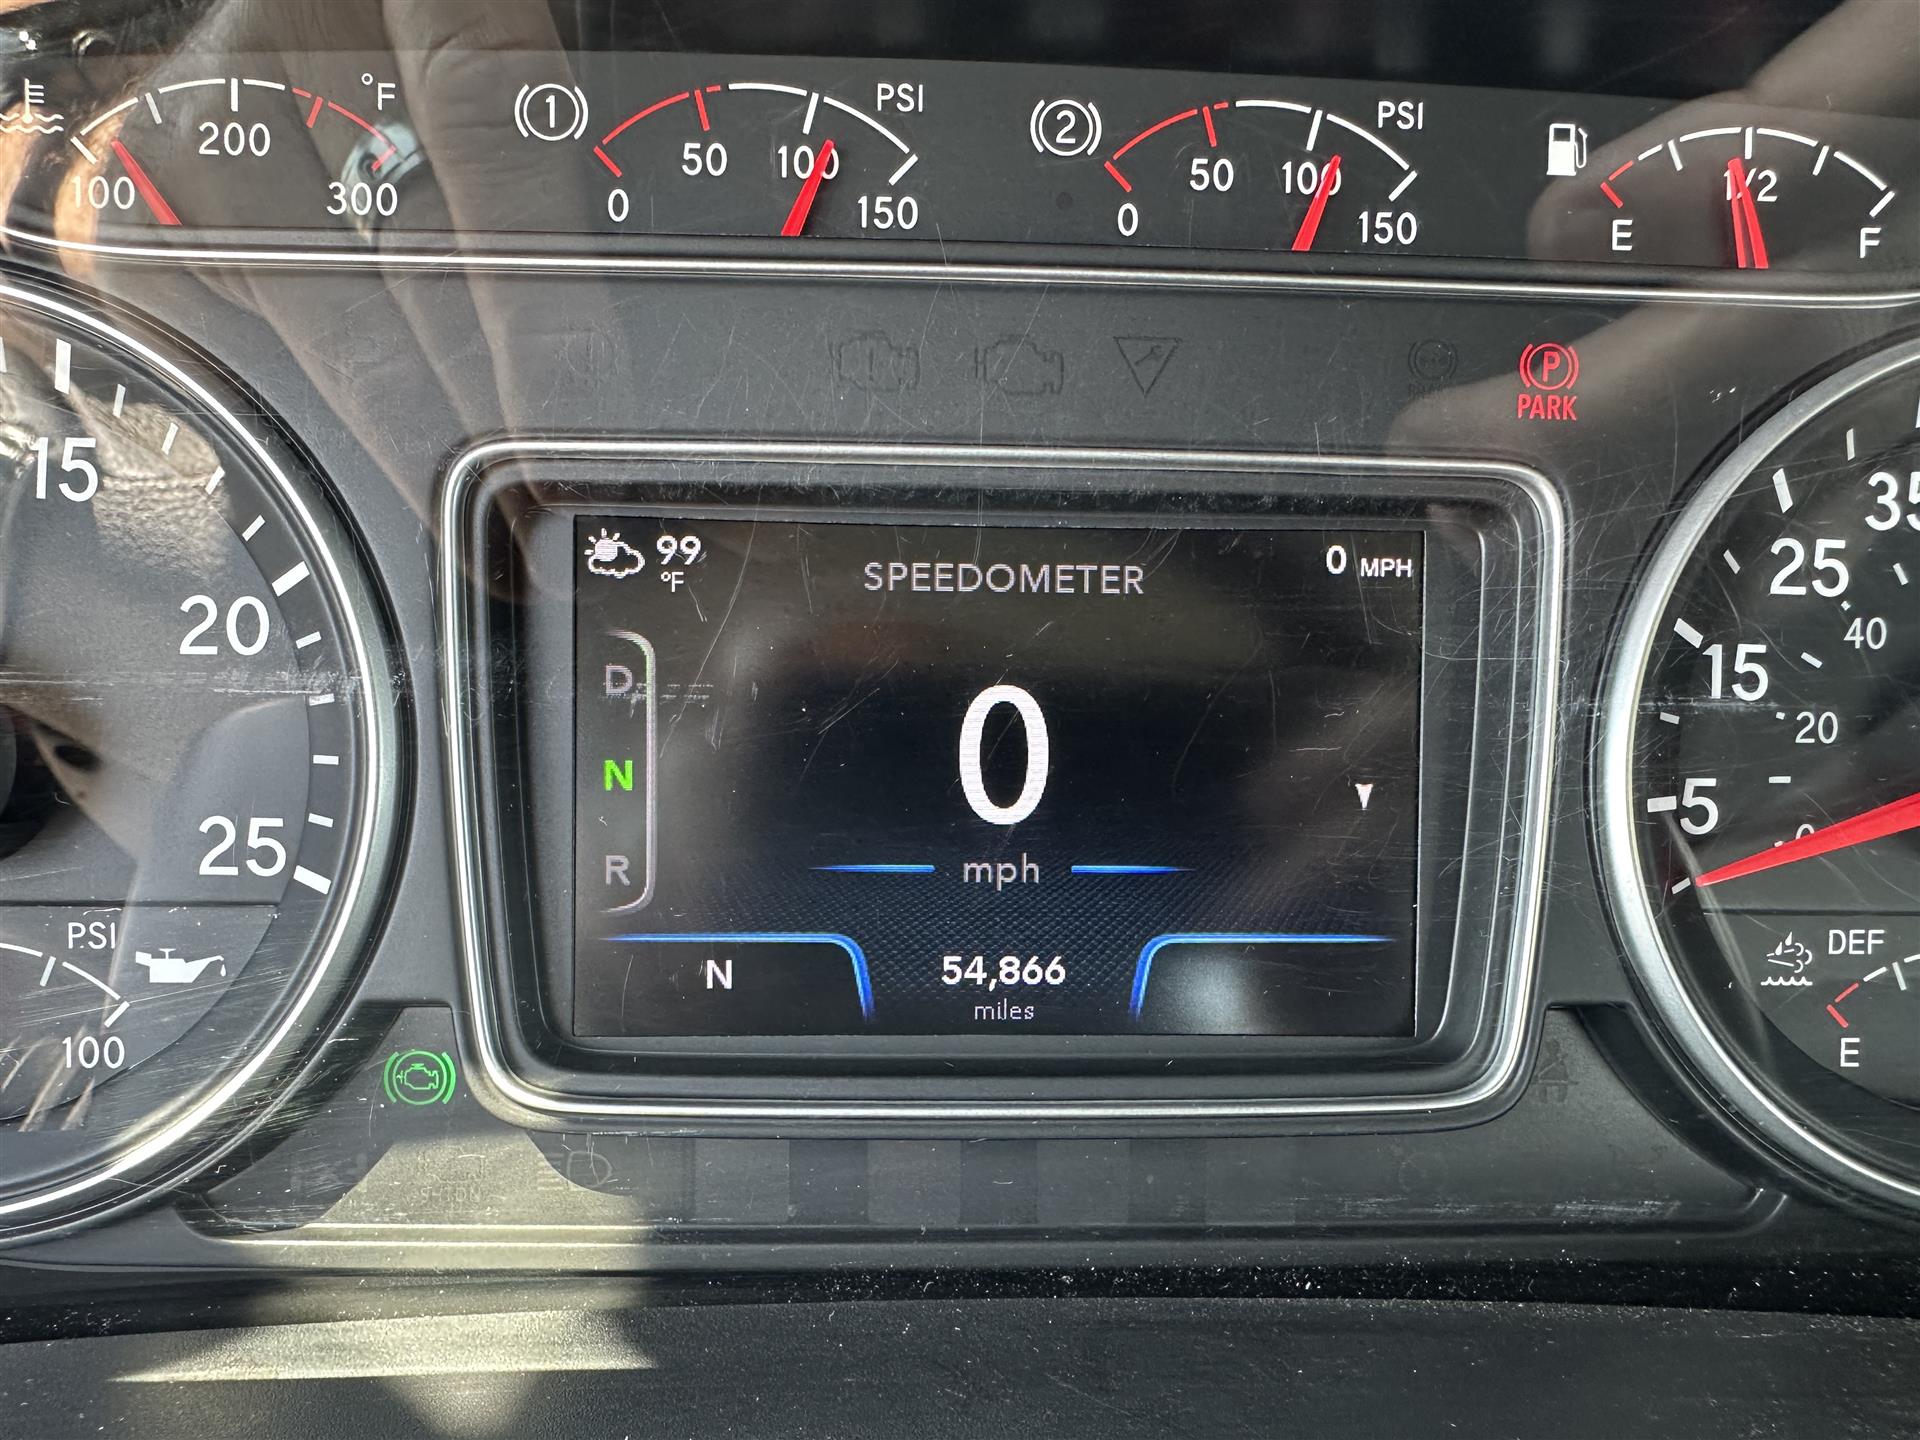 °F
100 200 300
1 PSI
0 50 100 150
2 PSI
0 50 100 150
E 1/2 F
P
PARK
15
20
25
PSI
100
99 °F
SPEEDOMETER
0 MPH
D
N
R
0
mph
N
54,866
miles
35
25
40
15
20
5
0
DEF
E